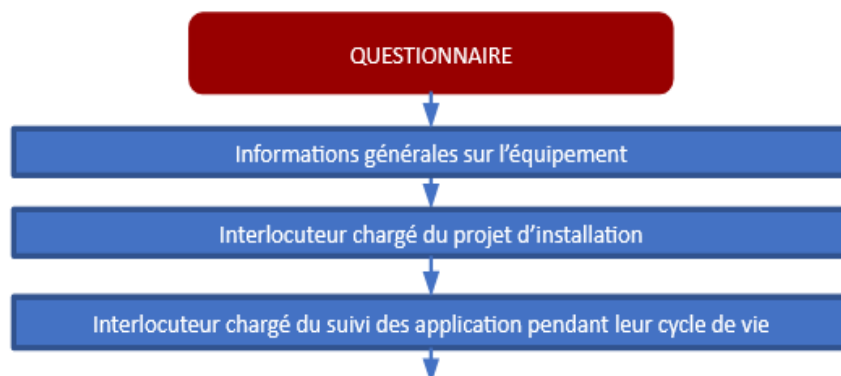 QUESTIONNAIRE
Informations générales sur l’équipement
Interlocuteur chargé du projet d’installation
Interlocuteur chargé du suivi des application pendant leur cycle de vie